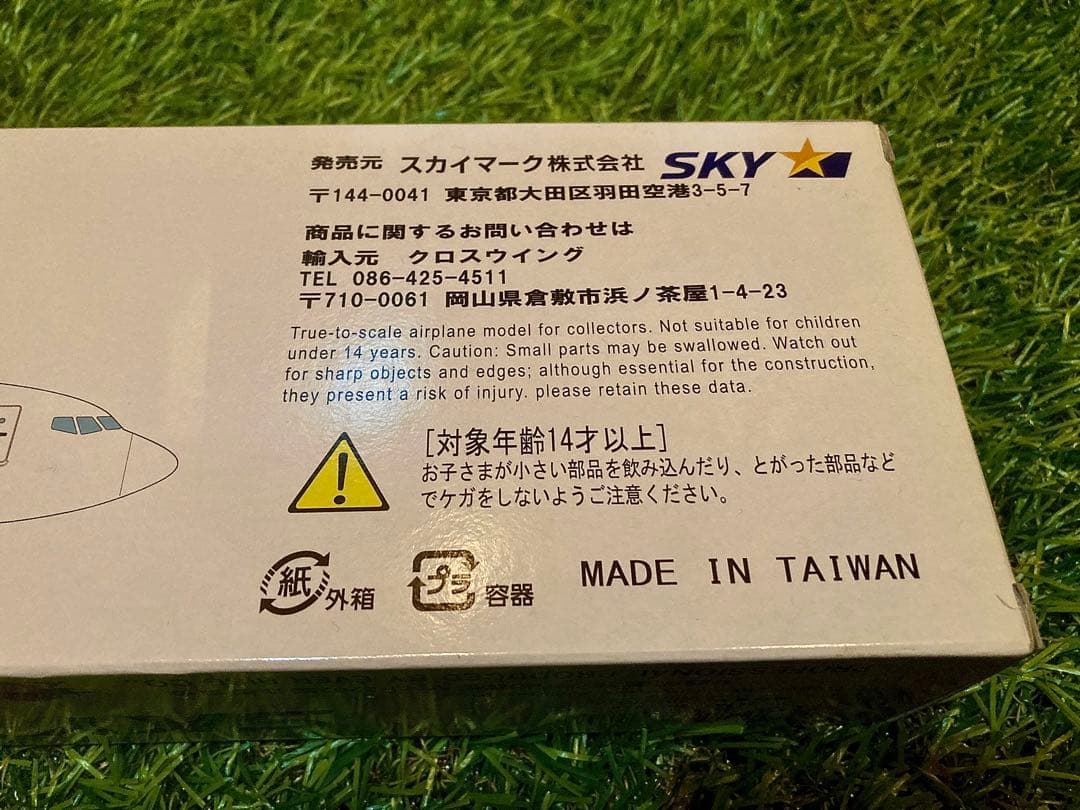 発売元 スカイマーク株式会社 SKY
〒144-0041 東京都大田区羽田空港3-5-7
商品に関するお問い合わせは
輸入元 クロスウイング
TEL 086-425-4511
〒710-0061 岡山県倉敷市浜ノ茶屋1-4-23
True-to-scale airplane model for collectors. Not suitable for children
under 14 years. Caution: Small parts may be swallowed. Watch out
for sharp objects and edges; although essential for the construction,
they present a risk of injury. please retain these data.
[対象年齢14才以上]
お子さまが小さい部品を飲み込んだり、とがった部品など
でケガをしないようご注意ください。
紙 外箱 プラ 容器 MADE IN TAIWAN